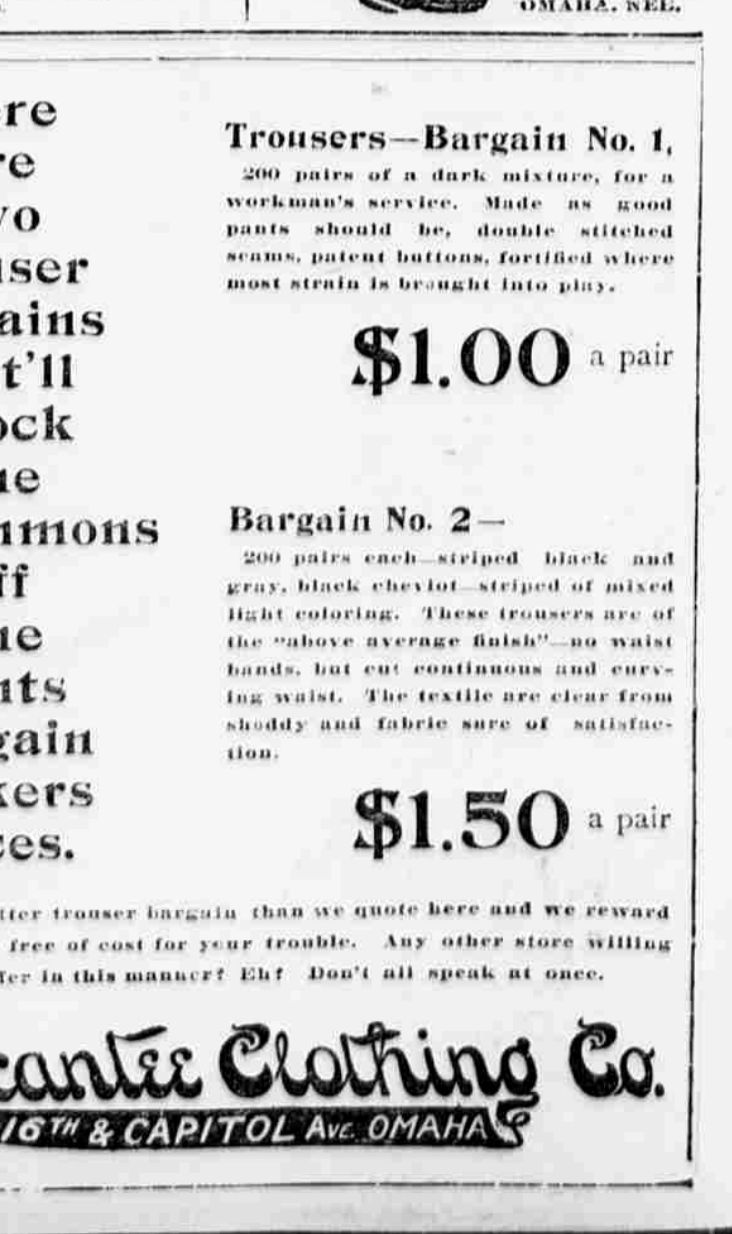 OMAHA, NEB.
re
re
vo
user
ains
t'll
ock
ne
mmons
ff
ne
nts
gain
kers
ces.
Trousers—Bargain No. 1,
200 pairs of a dark mixture, for a
workman's service. Made as good
pants should be, double stitched
seams, patent buttons, fortified where
most strain is brought into play.
$1.00 a pair
Bargain No. 2—
200 pairs each—striped black and
gray, black cheviot—striped of mixed
light coloring. These trousers are of
the "above average finish"—no waist
bands, but cut continuous and curv-
ing waist. The textile are clear from
shoddy and fabric sure of satisfac-
tion.
$1.50 a pair
tter trouser bargain than we quote here and we reward
free of cost for your trouble. Any other store willing
fer in this manner? Eh? Don't all speak at once.
rantee Clothing Co.
16TH & CAPITOL AVE. OMAHA